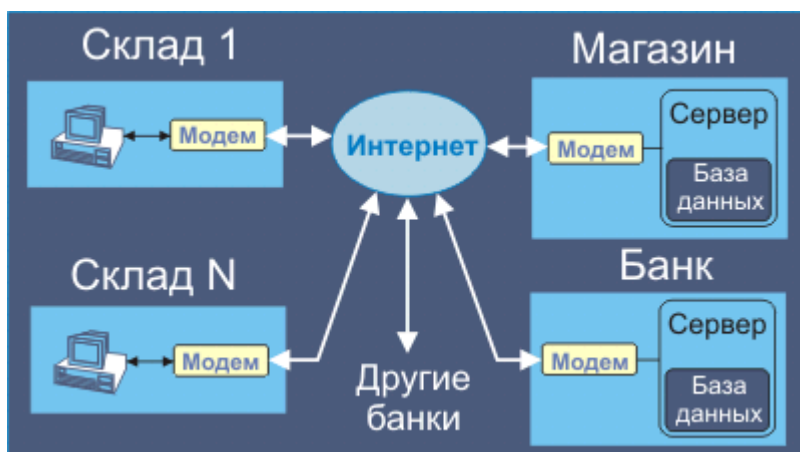 Склад 1
Модем
Интернет
Магазин
Модем
Сервер
База
данных
Склад N
Модем
Другие
банки
Банк
Модем
Сервер
База
данных